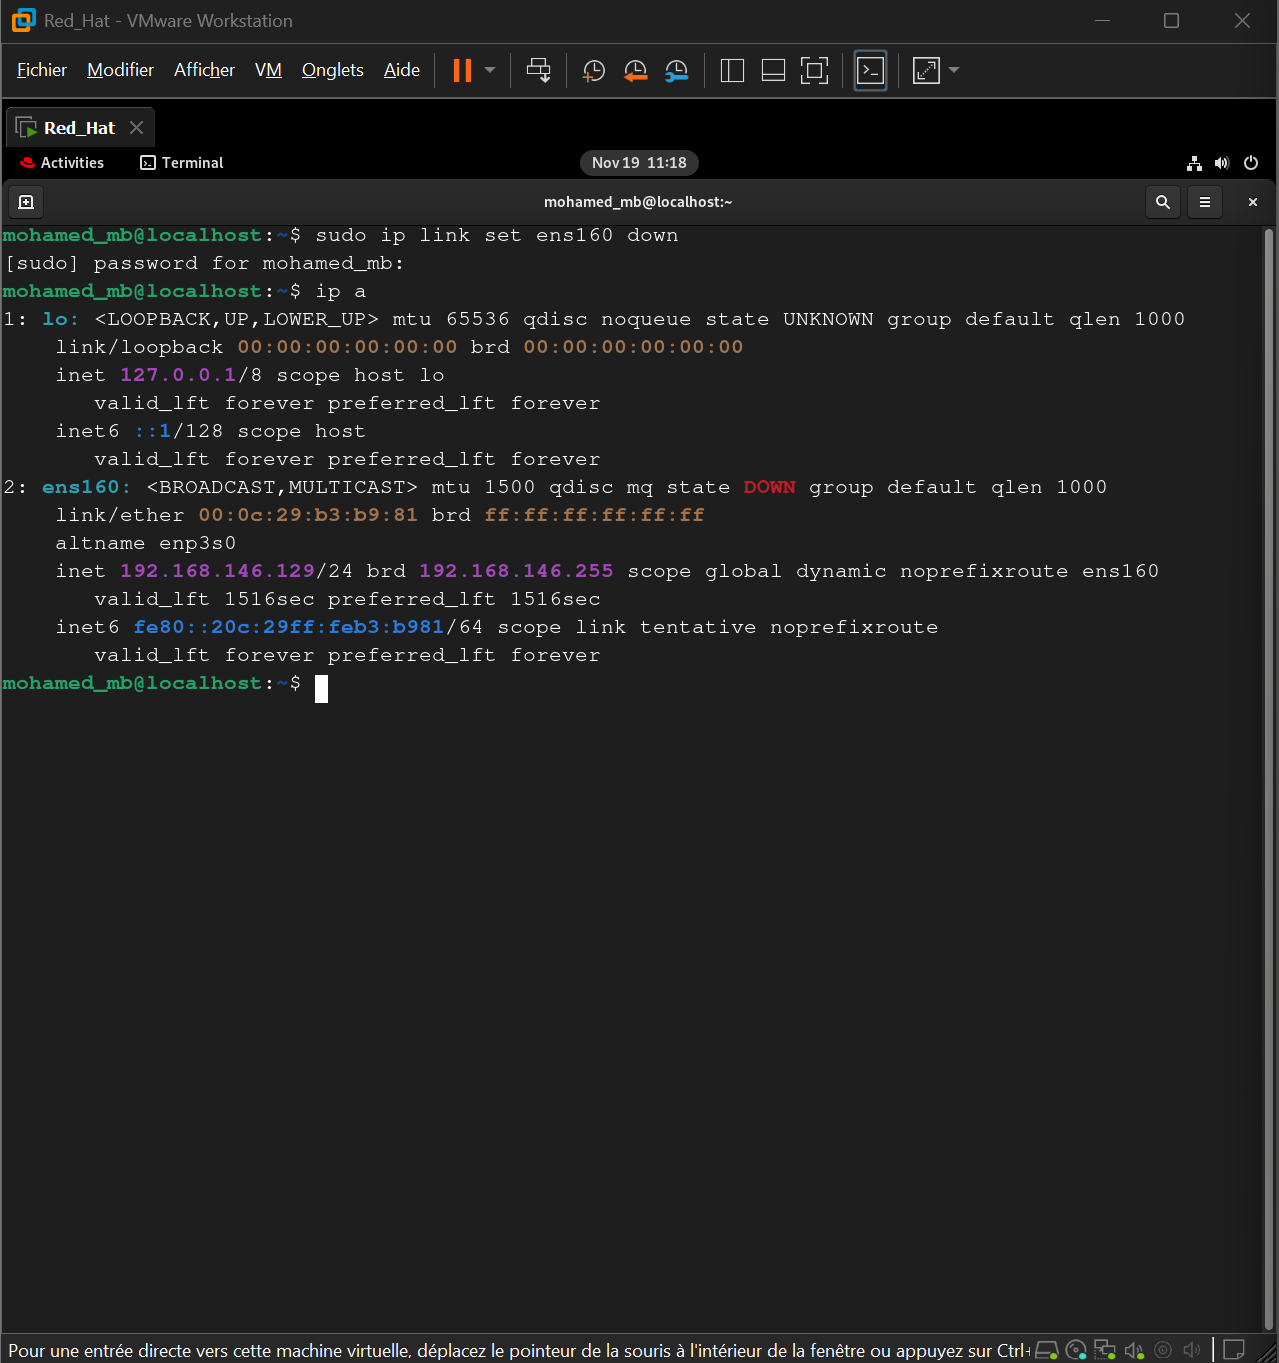 Red_Hat - VMware Workstation
Fichier Modifier Afficher VM Onglets Aide
Red_Hat
Activities Terminal Nov 19 11:18
mohamed_mb@localhost:~
mohamed_mb@localhost:~$ sudo ip link set ens160 down
[sudo] password for mohamed_mb:
mohamed_mb@localhost:~$ ip a
1: lo: <LOOPBACK,UP,LOWER_UP> mtu 65536 qdisc noqueue state UNKNOWN group default qlen 1000
    link/loopback 00:00:00:00:00:00 brd 00:00:00:00:00:00
    inet 127.0.0.1/8 scope host lo
       valid_lft forever preferred_lft forever
    inet6 ::1/128 scope host
       valid_lft forever preferred_lft forever
2: ens160: <BROADCAST,MULTICAST> mtu 1500 qdisc mq state DOWN group default qlen 1000
    link/ether 00:0c:29:b3:b9:81 brd ff:ff:ff:ff:ff:ff
    altname enp3s0
    inet 192.168.146.129/24 brd 192.168.146.255 scope global dynamic noprefixroute ens160
       valid_lft 1516sec preferred_lft 1516sec
    inet6 fe80::20c:29ff:feb3:b981/64 scope link tentative noprefixroute
       valid_lft forever preferred_lft forever
mohamed_mb@localhost:~$
Pour une entrée directe vers cette machine virtuelle, déplacez le pointeur de la souris à l'intérieur de la fenêtre ou appuyez sur Ctrl+